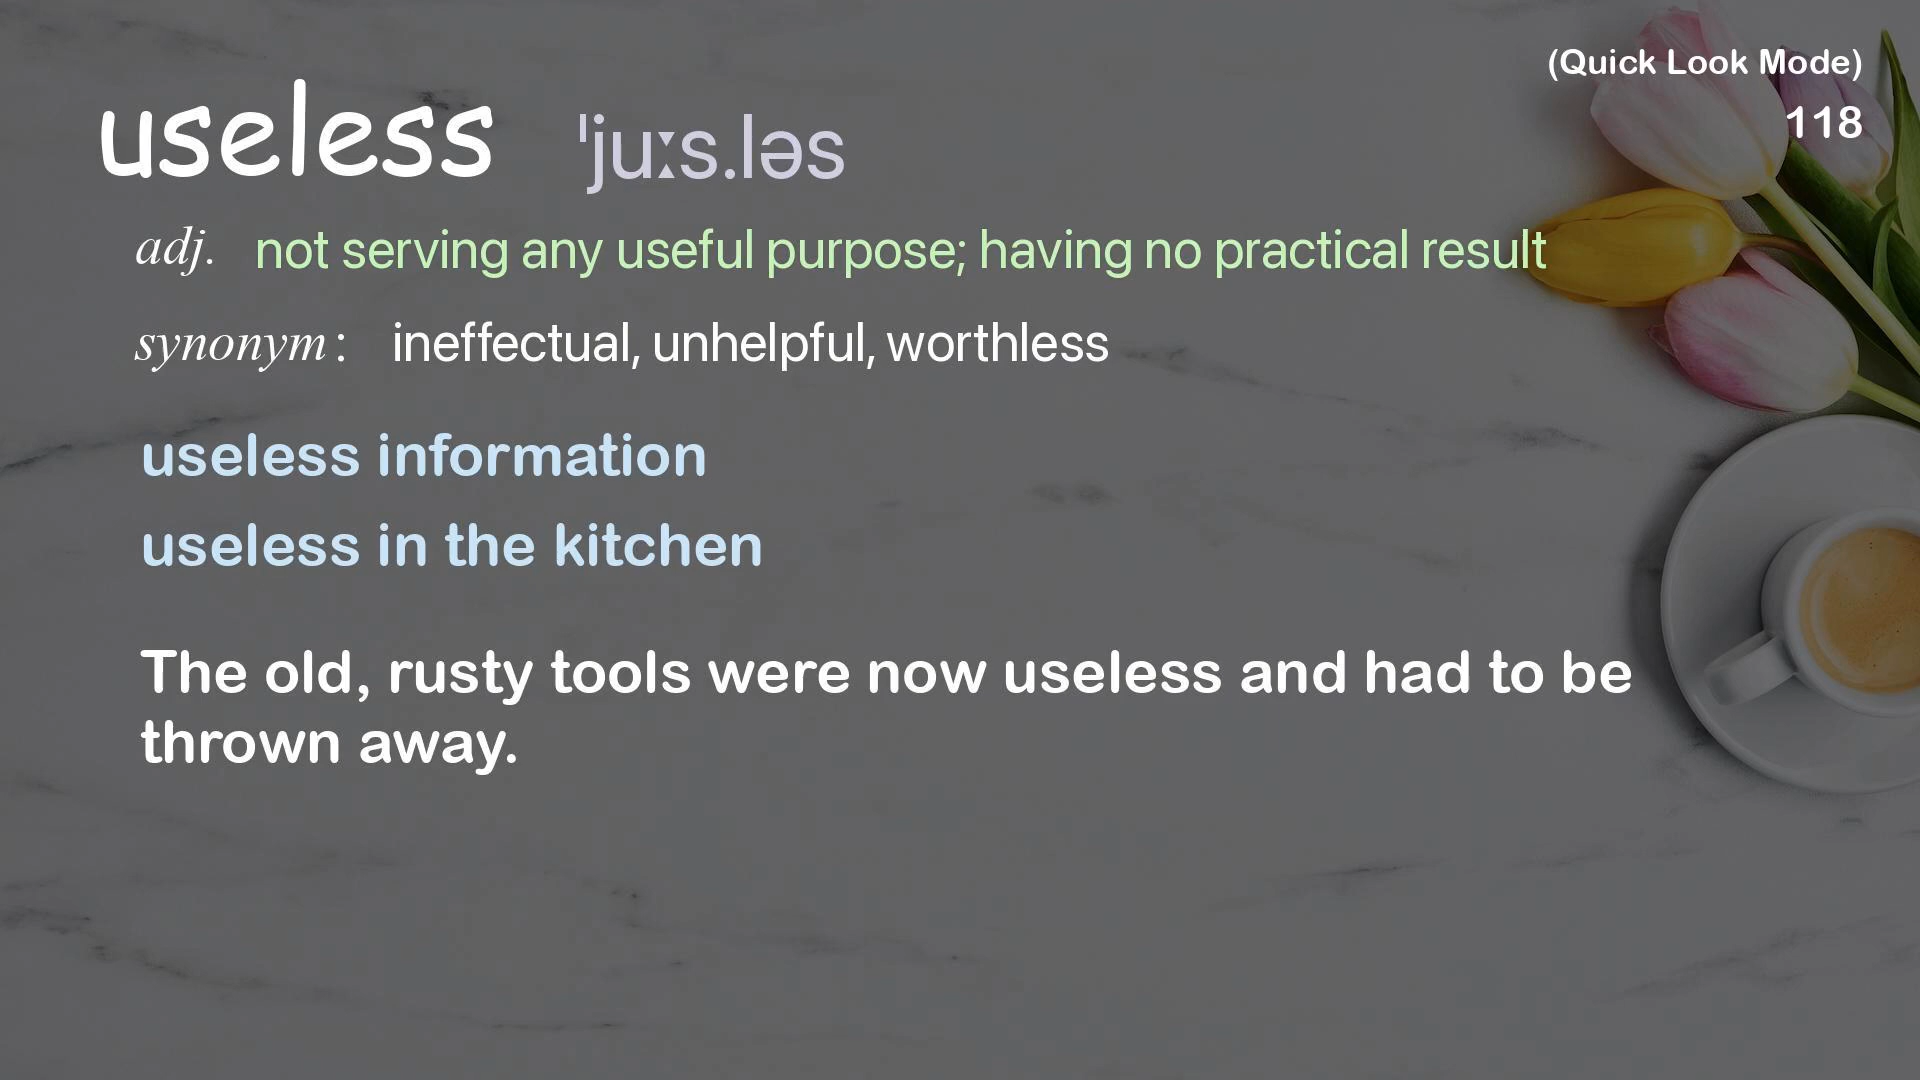 (Quick Look Mode)
118
useless ˈjuːs.ləs
adj. not serving any useful purpose; having no practical result
synonym: ineffectual, unhelpful, worthless
useless information
useless in the kitchen
The old, rusty tools were now useless and had to be
thrown away.